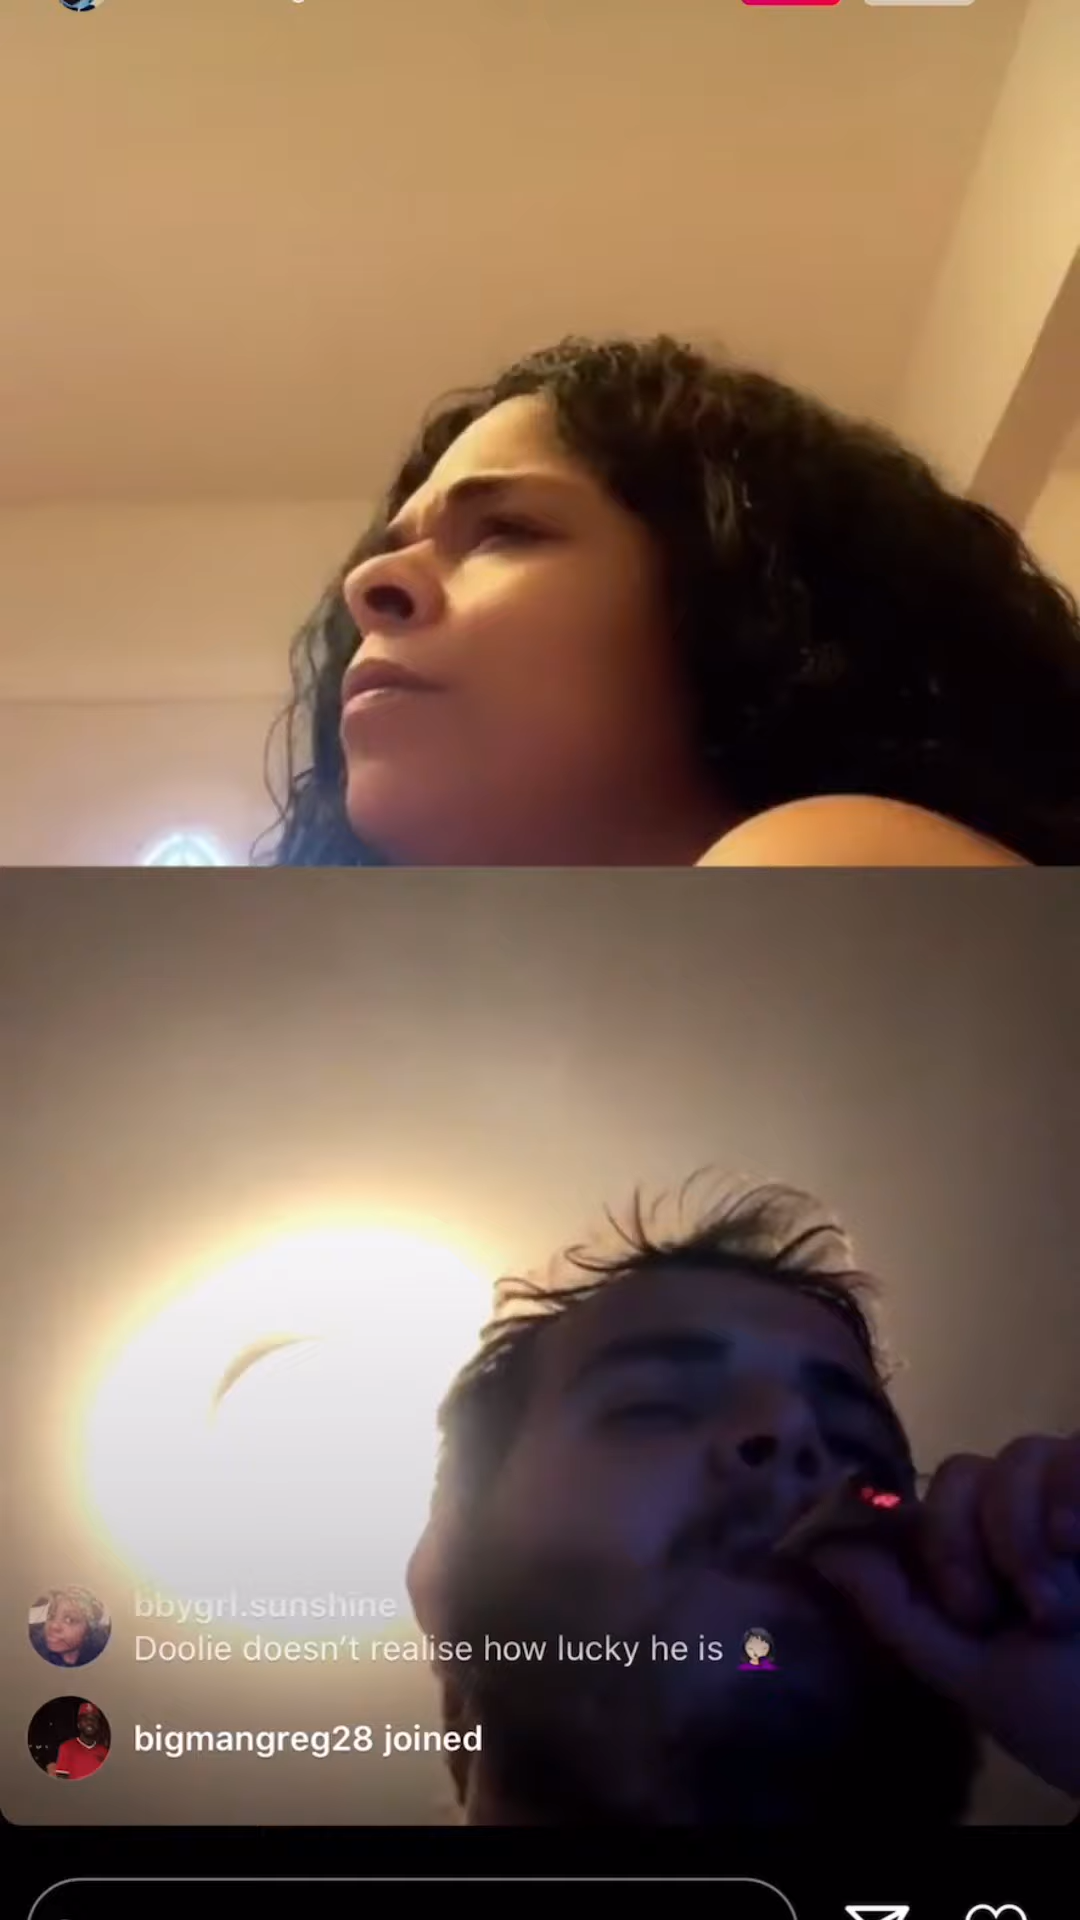 bbygrl.sunshine
Doolie doesn't realise how lucky he is 🤦🏻‍♀️
bigmangreg28 joined